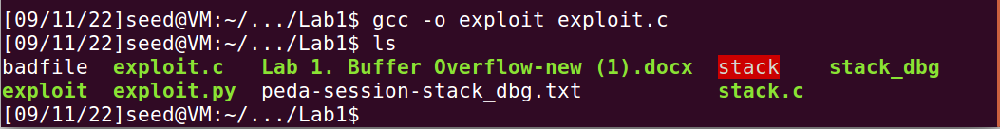 [09/11/22]seed@VM:~/.../Lab1$ gcc -o exploit exploit.c
[09/11/22]seed@VM:~/.../Lab1$ ls
badfile  exploit.c   Lab 1. Buffer Overflow-new (1).docx  stack    stack_dbg
exploit  exploit.py  peda-session-stack_dbg.txt           stack.c
[09/11/22]seed@VM:~/.../Lab1$